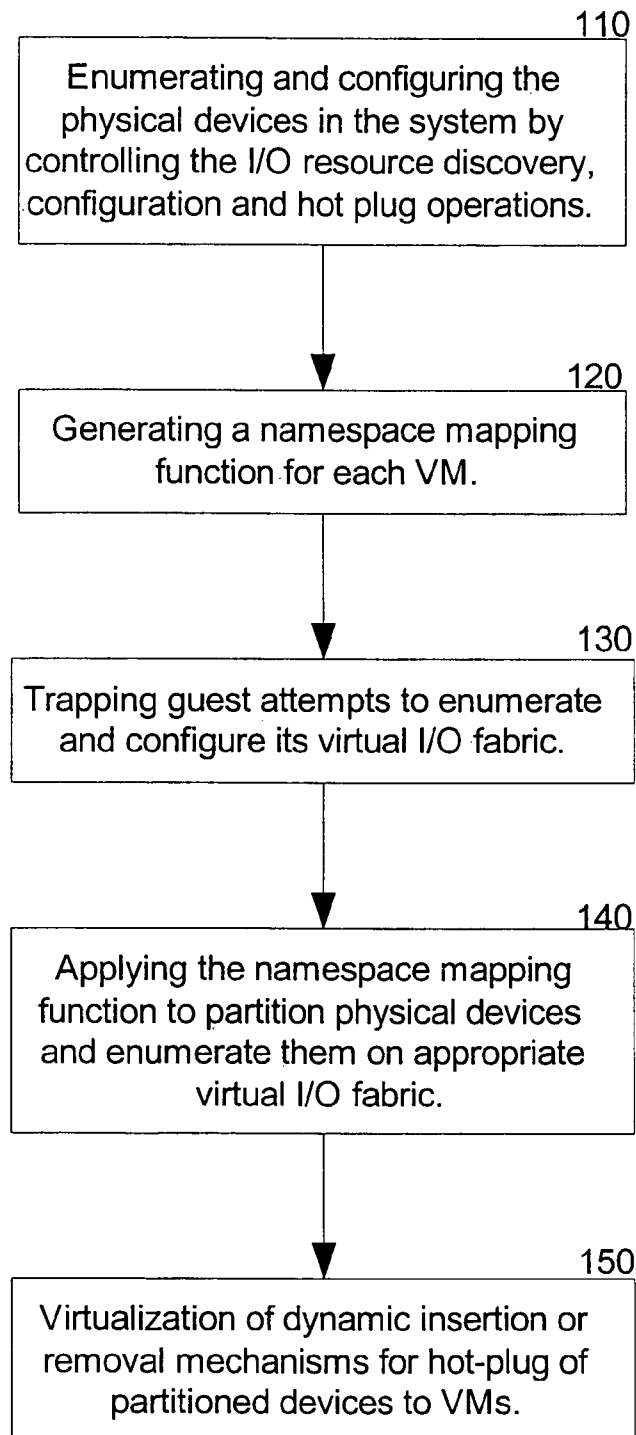 110
Enumerating and configuring the
physical devices in the system by
controlling the I/O resource discovery,
configuration and hot plug operations.
120
Generating a namespace mapping
function for each VM.
130
Trapping guest attempts to enumerate
and configure its virtual I/O fabric.
140
Applying the namespace mapping
function to partition physical devices
and enumerate them on appropriate
virtual I/O fabric.
150
Virtualization of dynamic insertion or
removal mechanisms for hot-plug of
partitioned devices to VMs.